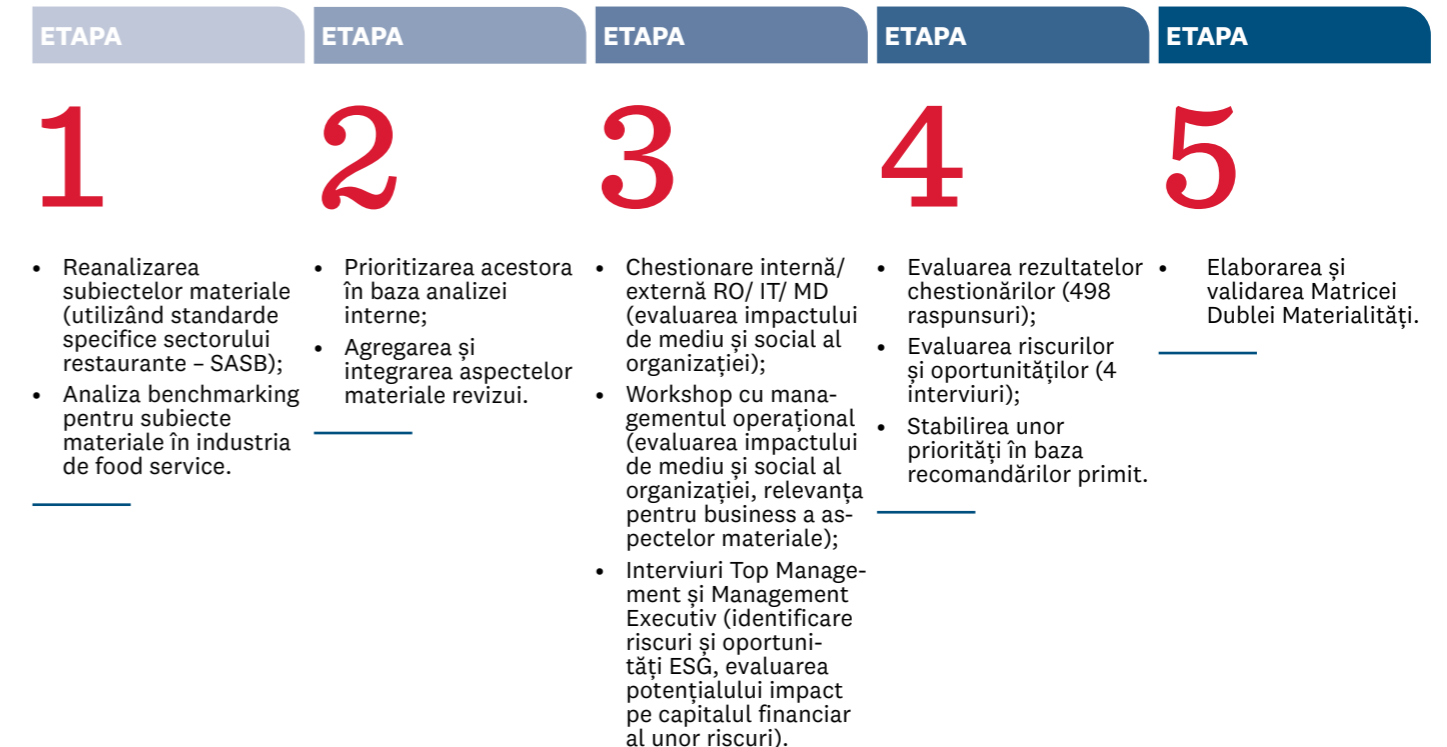 ETAPA
1
• Reanalizarea
subiectelor materiale
(utilizând standarde
specifice sectorului
restaurante – SASB);
• Analiza benchmarking
pentru subiecte
materiale în industria
de food service.
ETAPA
2
• Prioritizarea acestora
în baza analizei
interne;
• Agregarea și
integrarea aspectelor
materiale revizui.
ETAPA
3
• Chestionare internă/
externă RO/ IT/ MD
(evaluarea impactului
de mediu și social al
organizației);
• Workshop cu mana-
gementul operațional
(evaluarea impactului
de mediu și social al
organizației, relevanța
pentru business a as-
pectelor materiale);
• Interviuri Top Manage-
ment și Management
Executiv (identificare
riscuri și oportuni-
tăți ESG, evaluarea
potențialului impact
pe capitalul financiar
al unor riscuri).
ETAPA
4
• Evaluarea rezultatelor
chestionărilor (498
raspunsuri);
• Evaluarea riscurilor
și oportunităților (4
interviuri);
• Stabilirea unor
priorități în baza
recomandărilor primit.
ETAPA
5
• Elaborarea și
validarea Matricei
Dublei Materialități.